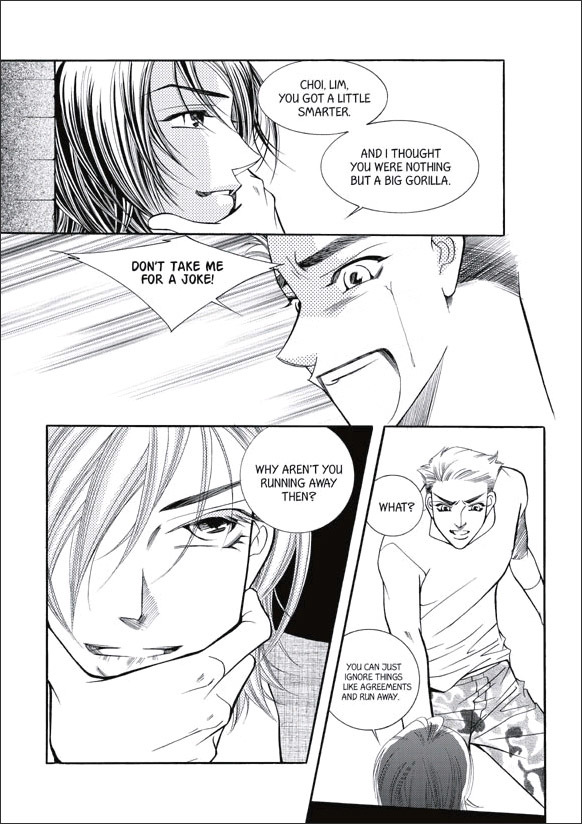 CHOI, LIM,
YOU GOT A LITTLE
SMARTER.
AND I THOUGHT
YOU WERE NOTHING
BUT A BIG GORILLA.
DON'T TAKE ME
FOR A JOKE!
WHY AREN'T YOU
RUNNING AWAY
THEN?
WHAT?
YOU CAN JUST
IGNORE THINGS
LIKE AGREEMENTS
AND RUN AWAY.